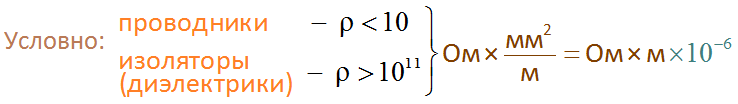 Условно: проводники – ρ < 10
изоляторы (диэлектрики) – ρ > 10¹¹
} Ом × мм²/м = Ом × м × 10⁻⁶